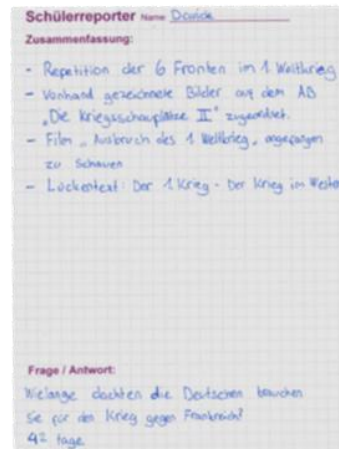 Schülerreporter Name
Zusammenfassung:
- Repetition der 6 Fronten im 1 Weltkrieg
- Vonhand gezeichnete Bilder auf dem AB
"Die Kriegsschauplätze II" zugeordnet.
- Film "Ausbruch des 1 Weltkrieg" angefangen
zu Schauen
- Lückentext: Der 1 Krieg - Der Krieg im Westen
Frage / Antwort:
Wielange dachten die Deutschen brauchen
Sie für den Krieg gegen Frankreich?
42 tage